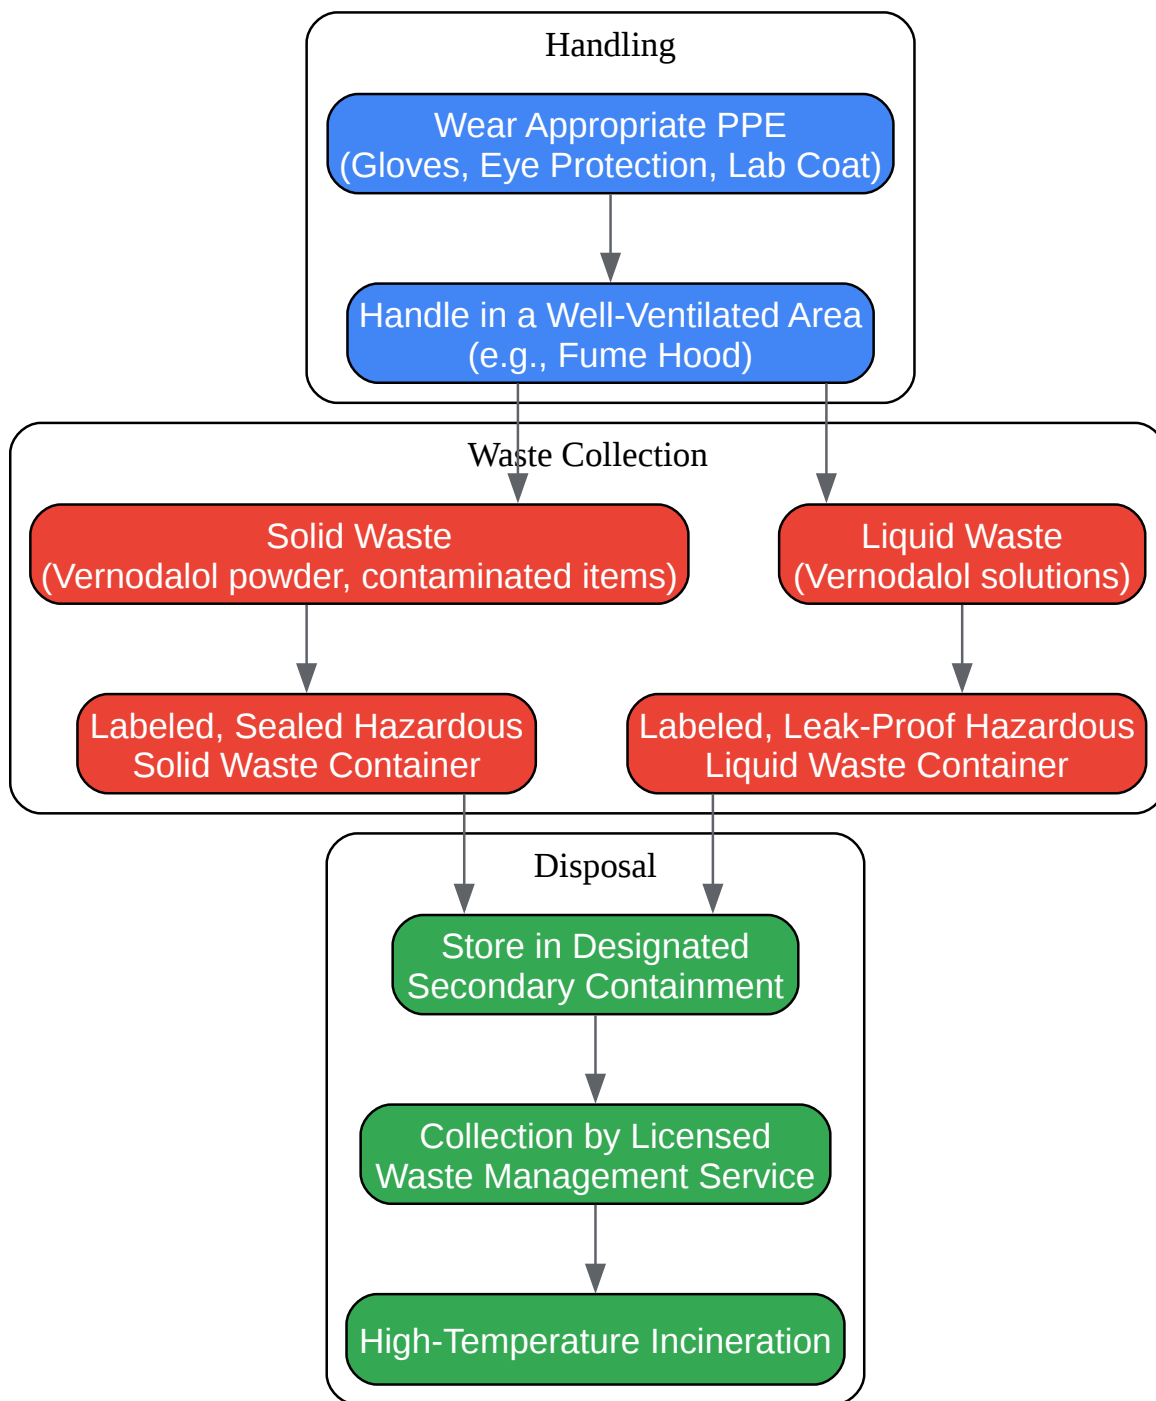 Handling
Wear Appropriate PPE
(Gloves, Eye Protection, Lab Coat)
Handle in a Well-Ventilated Area
(e.g., Fume Hood)
Waste Collection
Solid Waste
(Vernodalol powder, contaminated items)
Liquid Waste
(Vernodalol solutions)
Labeled, Sealed Hazardous
Solid Waste Container
Labeled, Leak-Proof Hazardous
Liquid Waste Container
Disposal
Store in Designated
Secondary Containment
Collection by Licensed
Waste Management Service
High-Temperature Incineration